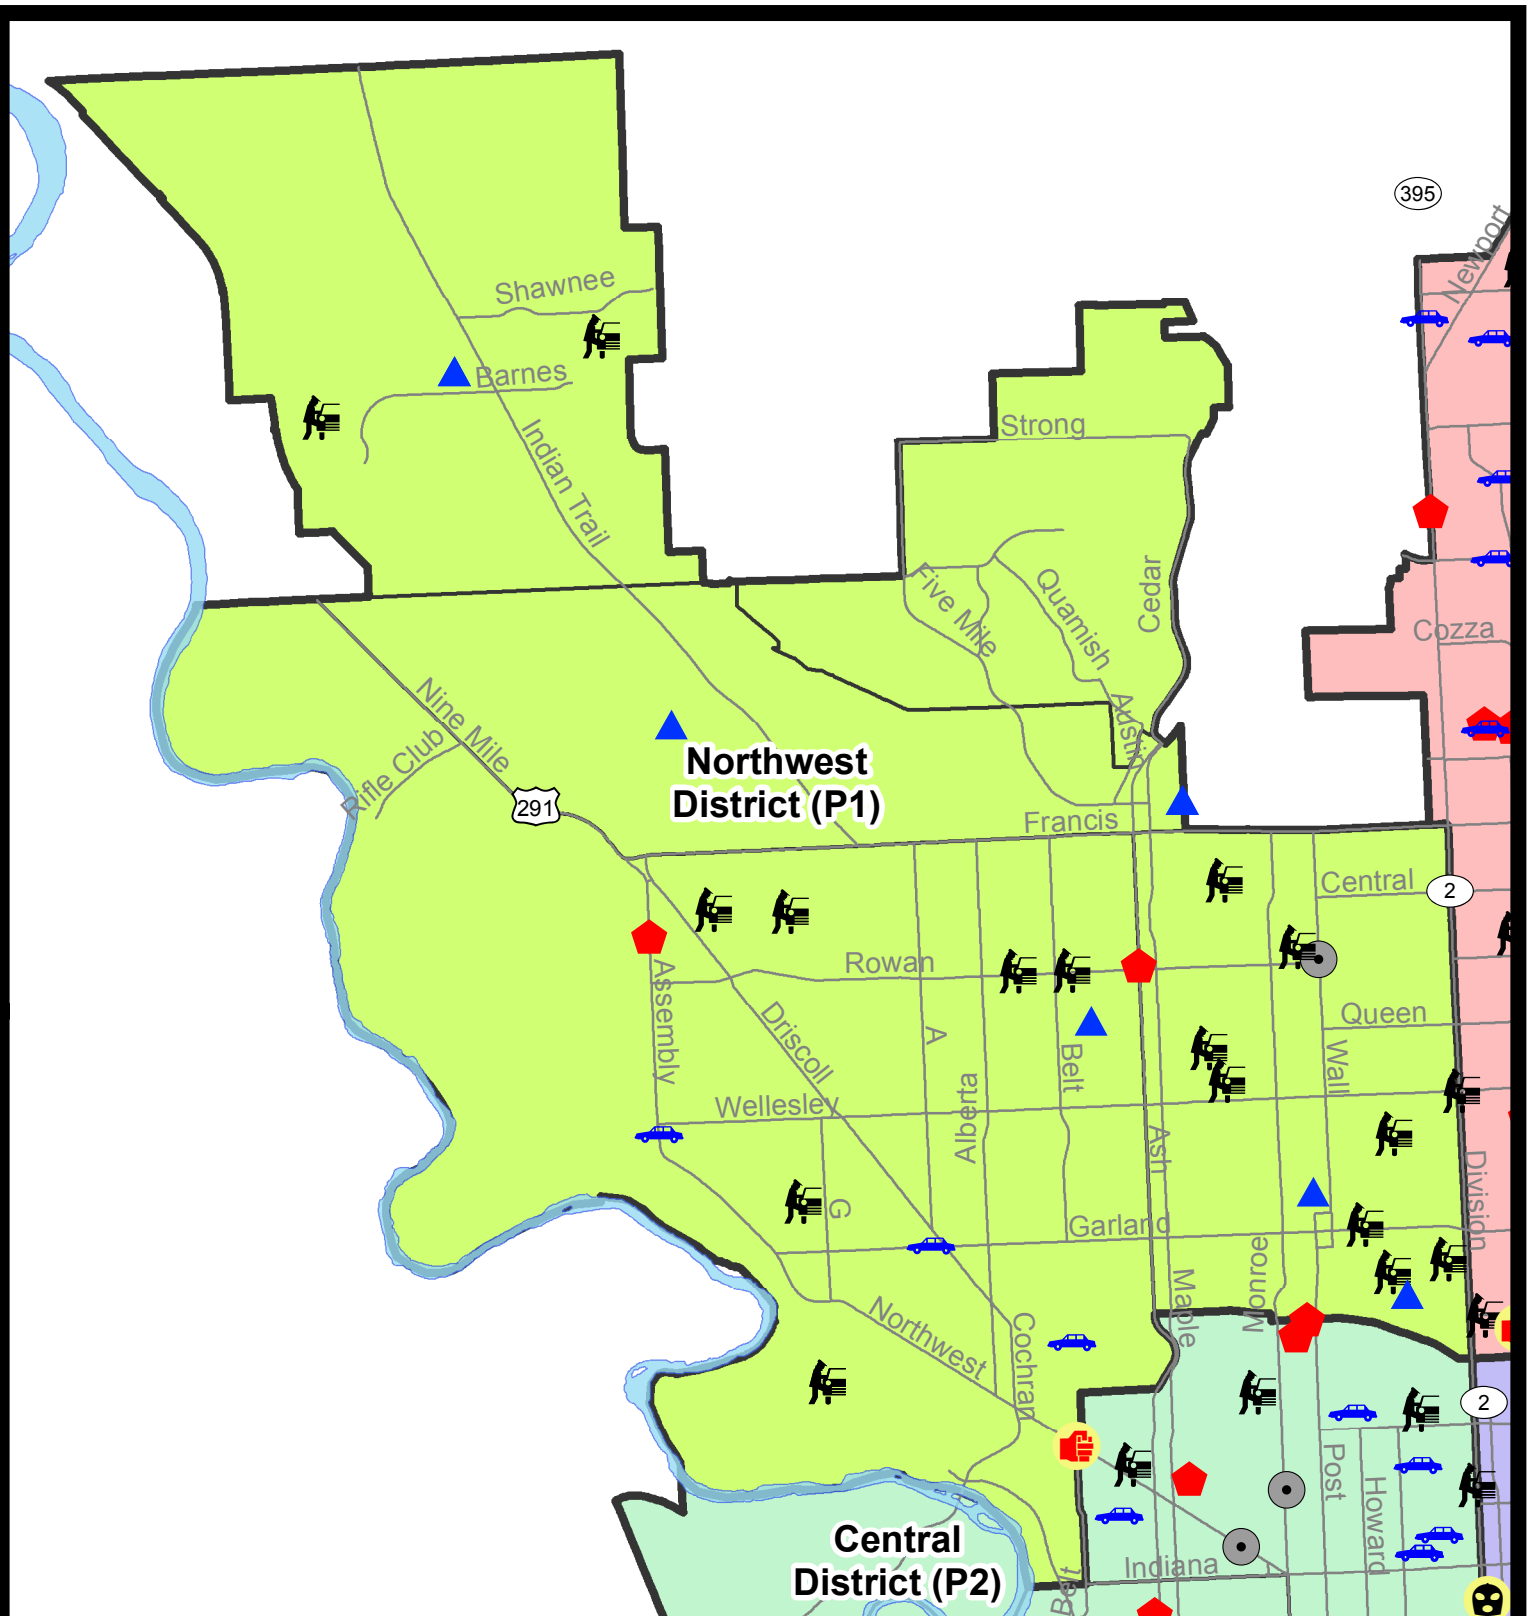 395
Newport
Shawnee
Barnes
Strong
Indian Trail
Five Mile
Quamish
Cedar
Cozza
Nine Mile
Rifle Club
Austin
Northwest
District (P1)
291
Francis
Central
2
Rowan
Assembly
Driscoll
A
Alberta
Belt
Queen
Wall
Wellesley
Ash
G
Garland
Division
Monroe
Maple
Northwest
Cochran
2
Post
Howard
Central
District (P2)
Indiana
Belt